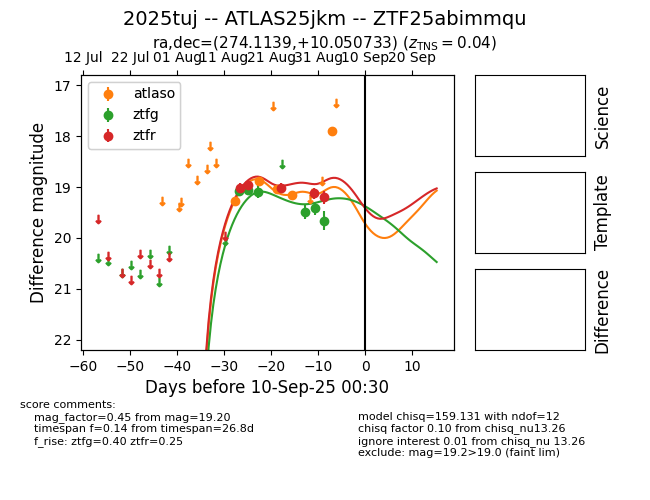 2025tuj -- ATLAS25jkm -- ZTF25abimmqu
ra,dec=(274.1139,+10.050733) (z_TNS = 0.04)
12 Jul 22 Jul 01 Aug 11 Aug 21 Aug 31 Aug 10 Sep 20 Sep
17
18
19
20
21
22
Difference magnitude
atlaso
ztfg
ztfr
−60 −50 −40 −30 −20 −10 0 10
Days before 10-Sep-25 00:30
Science
Template
Difference
score comments:
mag_factor=0.45 from mag=19.20
timespan f=0.14 from timespan=26.8d
f_rise: ztfg=0.40 ztfr=0.25
model chisq=159.131 with ndof=12
chisq factor 0.10 from chisq_nu13.26
ignore interest 0.01 from chisq_nu 13.26
exclude: mag=19.2>19.0 (faint lim)